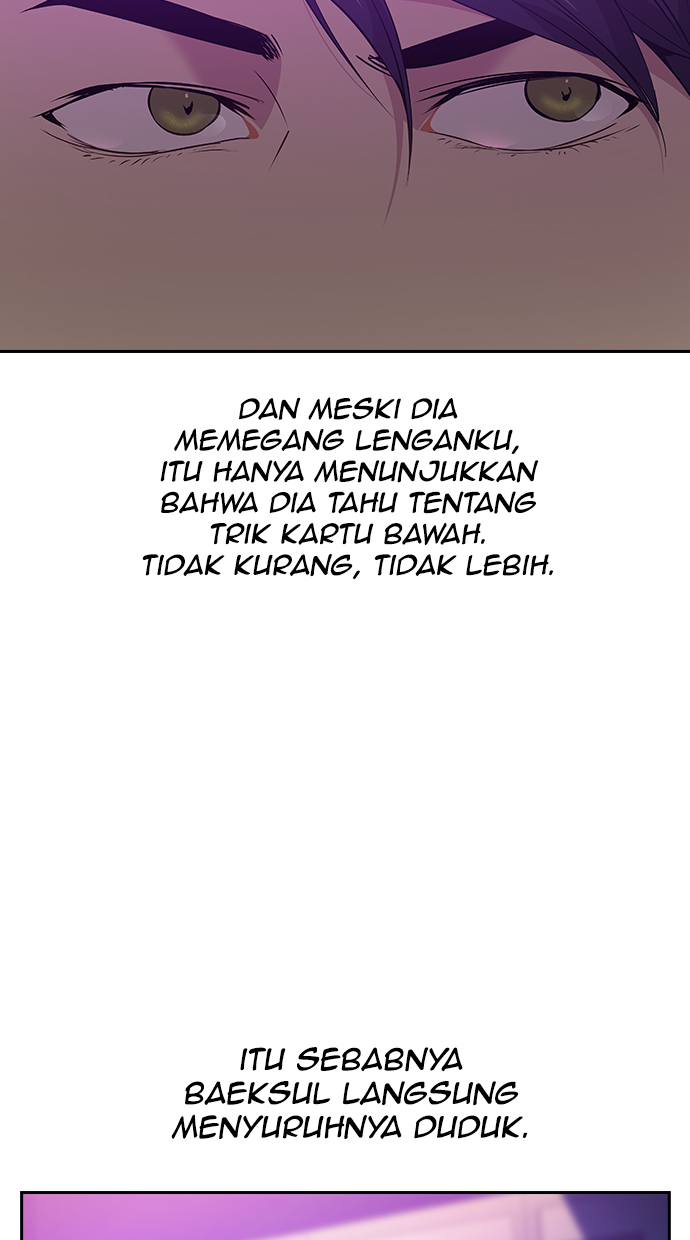 DAN MESKI DIA
MEMEGANG LENGANKU,
ITU HANYA MENUNJUKKAN
BAHWA DIA TAHU TENTANG
TRIK KARTU BAWAH.
TIDAK KURANG, TIDAK LEBIH.
ITU SEBABNYA
BAEKSUL LANGSUNG
MENYURUHNYA DUDUK.